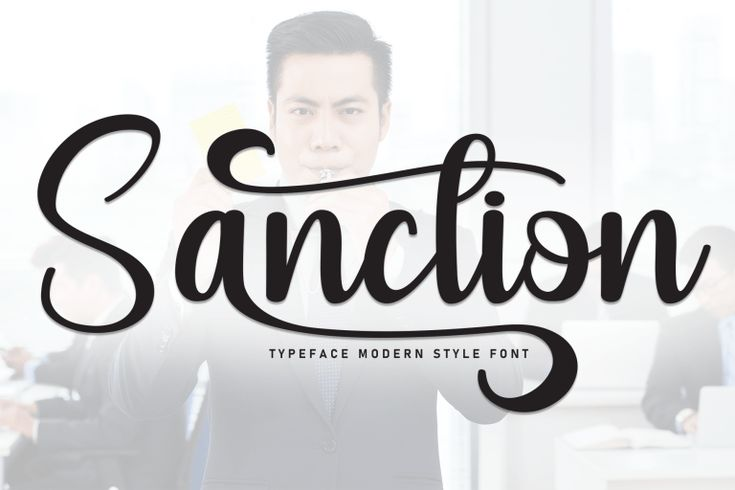 Sanction
TYPEFACE MODERN STYLE FONT